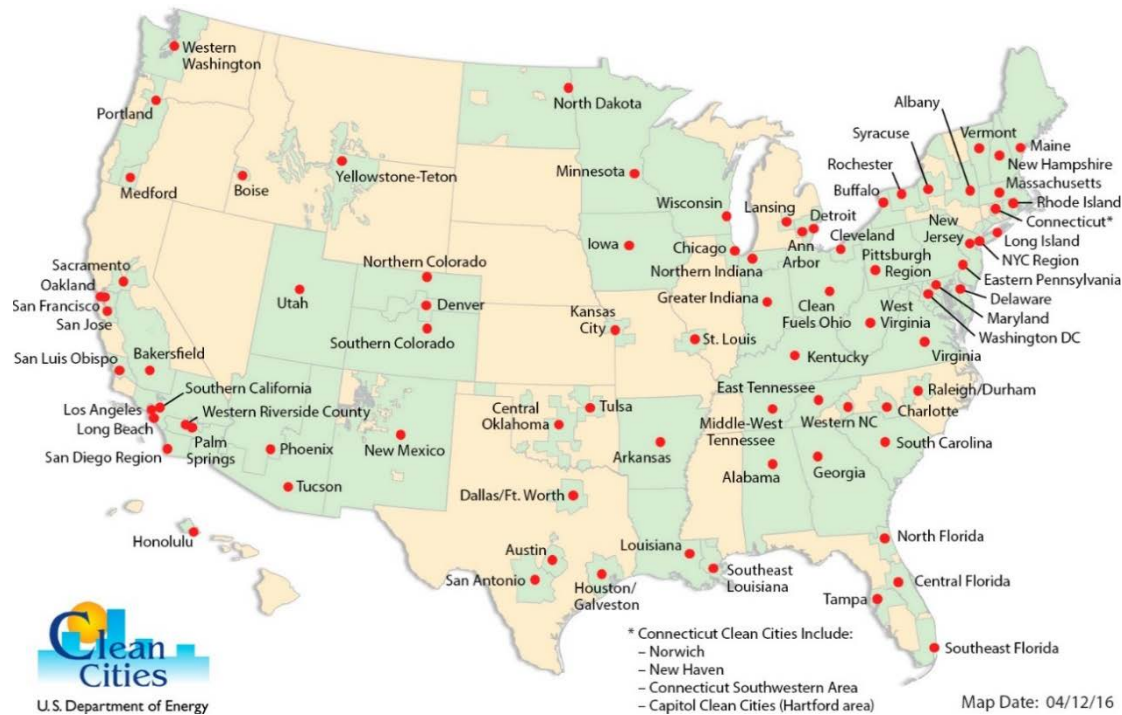 Western
Washington
Portland
Medford
Boise
Yellowstone-Teton
North Dakota
Minnesota
Wisconsin
Iowa
Chicago
Northern Indiana
Greater Indiana
Lansing
Detroit
Ann
Arbor
Cleveland
Clean
Fuels Ohio
Pittsburgh
Region
West
Virginia
Virginia
Kentucky
Buffalo
Rochester
Syracuse
Albany
Vermont
Maine
New Hampshire
Massachusetts
Rhode Island
Connecticut*
Long Island
NYC Region
New
Jersey
Eastern Pennsylvania
Delaware
Maryland
Washington DC
Sacramento
Oakland
San Francisco
San Jose
San Luis Obispo
Bakersfield
Southern California
Los Angeles
Western Riverside County
Long Beach
Palm
Springs
San Diego Region
Utah
Northern Colorado
Denver
Southern Colorado
Phoenix
Tucson
New Mexico
Kansas
City
St. Louis
Central
Oklahoma
Tulsa
Arkansas
East Tennessee
Middle-West
Tennessee
Western NC
Raleigh/Durham
Charlotte
South Carolina
Alabama
Georgia
Dallas/Ft. Worth
Austin
San Antonio
Houston/
Galveston
Louisiana
Southeast
Louisiana
North Florida
Central Florida
Tampa
Southeast Florida
Honolulu
Clean
Cities
U.S. Department of Energy
* Connecticut Clean Cities Include:
– Norwich
– New Haven
– Connecticut Southwestern Area
– Capitol Clean Cities (Hartford area)
Map Date: 04/12/16